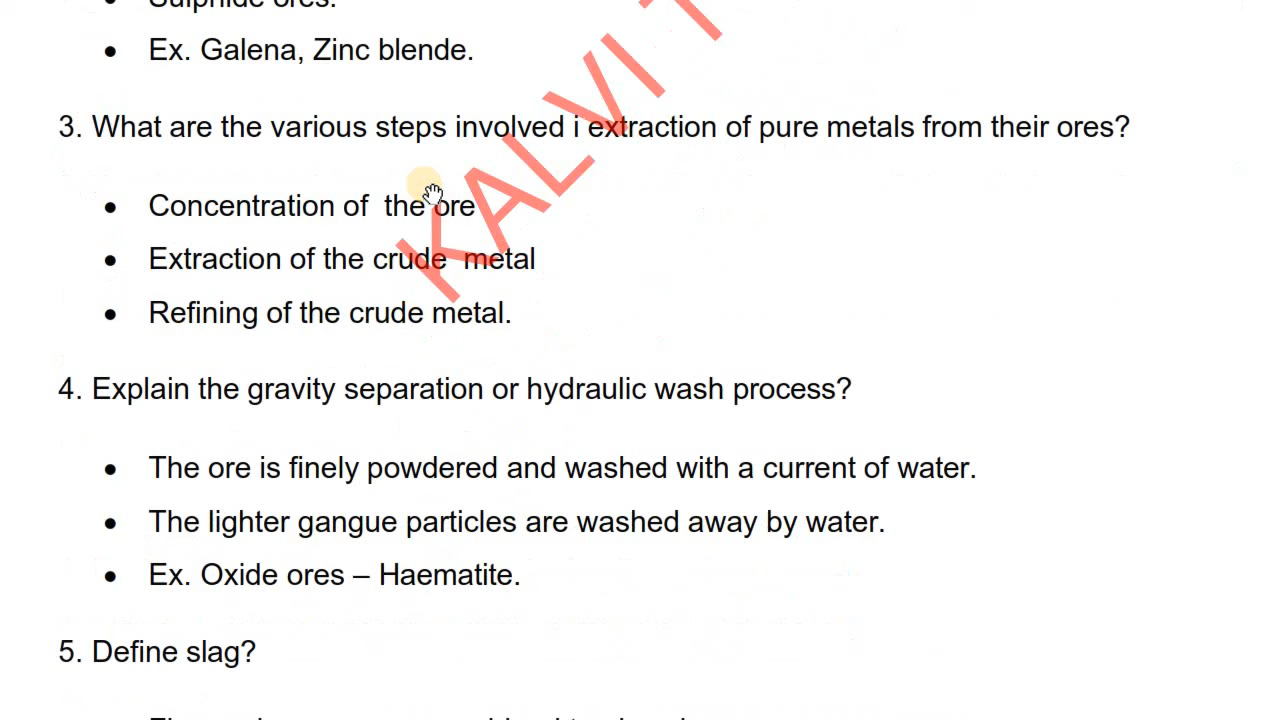 Sulphide ores.
• Ex. Galena, Zinc blende.
3. What are the various steps involved i extraction of pure metals from their ores?
• Concentration of the ore
• Extraction of the crude metal
• Refining of the crude metal.
4. Explain the gravity separation or hydraulic wash process?
• The ore is finely powdered and washed with a current of water.
• The lighter gangue particles are washed away by water.
• Ex. Oxide ores – Haematite.
5. Define slag?
KALVI T